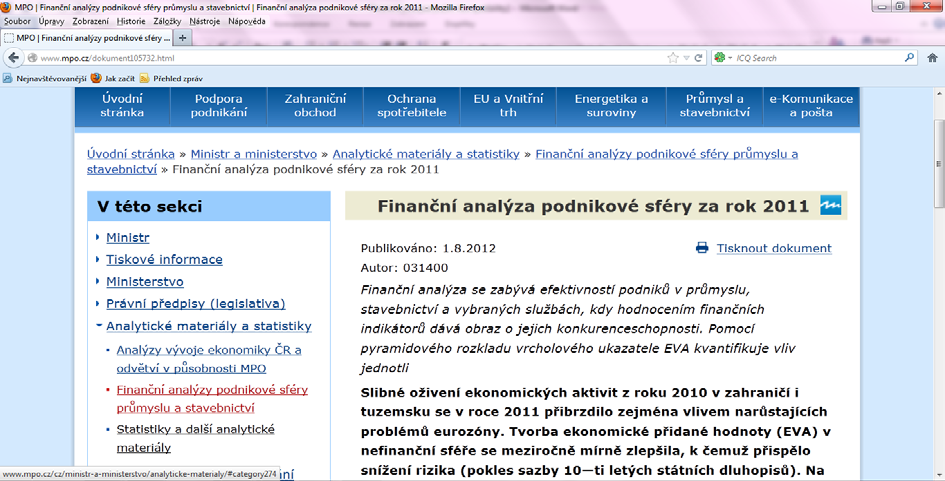 MPO | Finanční analýzy podnikové sféry průmyslu a stavebnictví | Finanční analýza podnikové sféry za rok 2011 - Mozilla Firefox
Soubor Úpravy Zobrazení Historie Záložky Nástroje Nápověda
MPO | Finanční analýzy podnikové sféry ...
www.mpo.cz/dokument105732.html
ICQ Search
Nejnavštěvovanější Jak začít Přehled zpráv
Úvodní stránka
Podpora podnikání
Zahraniční obchod
Ochrana spotřebitele
EU a Vnitřní trh
Energetika a suroviny
Průmysl a stavebnictví
e-Komunikace a pošta
Úvodní stránka » Ministr a ministerstvo » Analytické materiály a statistiky » Finanční analýzy podnikové sféry průmyslu a
stavebnictví » Finanční analýza podnikové sféry za rok 2011
V této sekci
Ministr
Tiskové informace
Ministerstvo
Právní předpisy (legislativa)
Analytické materiály a statistiky
Analýzy vývoje ekonomiky ČR a
odvětví v působnosti MPO
Finanční analýzy podnikové sféry
průmyslu a stavebnictví
Statistiky a další analytické
materiály
www.mpo.cz/cz/ministr-a-ministerstvo/analyticke-materialy/#category274
Finanční analýza podnikové sféry za rok 2011
Publikováno: 1.8.2012
Tisknout dokument
Autor: 031400
Finanční analýza se zabývá efektivností podniků v průmyslu,
stavebnictví a vybraných službách, kdy hodnocením finančních
indikátorů dává obraz o jejich konkurenceschopnosti. Pomocí
pyramidového rozkladu vrcholového ukazatele EVA kvantifikuje vliv
jednotli
Slibné oživení ekonomických aktivit z roku 2010 v zahraničí i
tuzemsku se v roce 2011 přibrzdilo zejména vlivem narůstajících
problémů eurozóny. Tvorba ekonomické přidané hodnoty (EVA) v
nefinanční sféře se meziročně mírně zlepšila, k čemuž přispělo
snížení rizika (pokles sazby 10—ti letých státních dluhopisů). Na